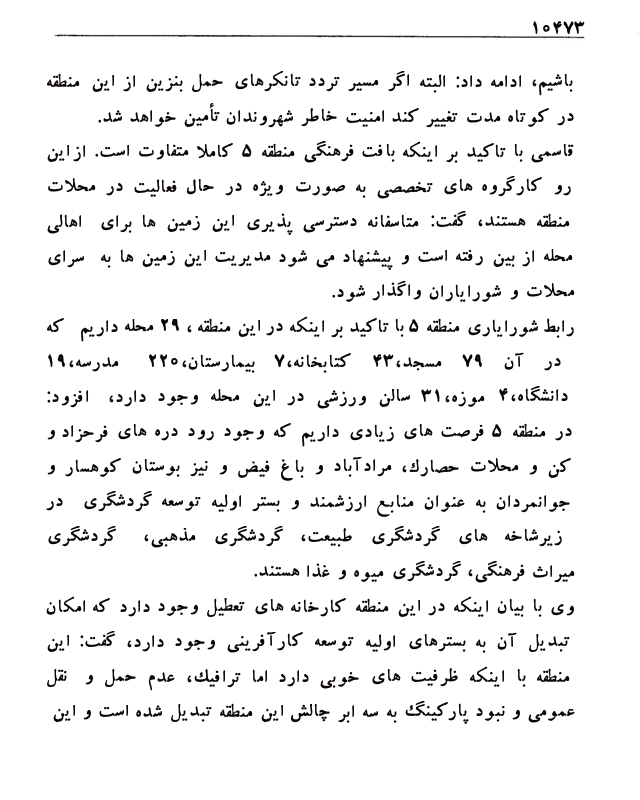 ۱۰۴۷۳
باشیم، ادامه داد: البته اگر مسیر تردد تانکرهای حمل بنزین از این منطقه
در کوتاه مدت تغییر کند امنیت خاطر شهروندان تأمین خواهد شد.
قاسمی با تاکید بر اینکه بافت فرهنگی منطقه ۵ کاملا متفاوت است. ازاین
رو کارگروه های تخصصی به صورت ویژه در حال فعالیت در محلات
منطقه هستند، گفت: متاسفانه دسترسی پذیری این زمین ها برای اهالی
محله از بین رفته است و پیشنهاد می شود مدیریت این زمین ها به سرای
محلات و شورایاران واگذار شود.
رابط شورایاری منطقه ۵ با تاکید بر اینکه در این منطقه، ۲۹ محله داریم که
در آن ۷۹ مسجد،۴۳ کتابخانه،۷ بیمارستان،۲۲۰ مدرسه،۱۹
دانشگاه،۴ موزه،۳۱ سالن ورزشی در این محله وجود دارد، افزود:
در منطقه ۵ فرصت های زیادی داریم که وجود رود دره های فرحزاد و
کن و محلات حصارك، مرادآباد و باغ فیض و نیز بوستان کوهسار و
جوانمردان به عنوان منابع ارزشمند و بستر اولیه توسعه گردشگری در
زیرشاخه های گردشگری طبیعت، گردشگری مذهبی، گردشگری
میراث فرهنگی، گردشگری میوه و غذا هستند.
وی با بیان اینکه در این منطقه کارخانه های تعطیل وجود دارد که امکان
تبدیل آن به بسترهای اولیه توسعه کارآفرینی وجود دارد، گفت: این
منطقه با اینکه ظرفیت های خوبی دارد اما ترافیك، عدم حمل و نقل
عمومی و نبود پارکینگ به سه ابر چالش این منطقه تبدیل شده است و این